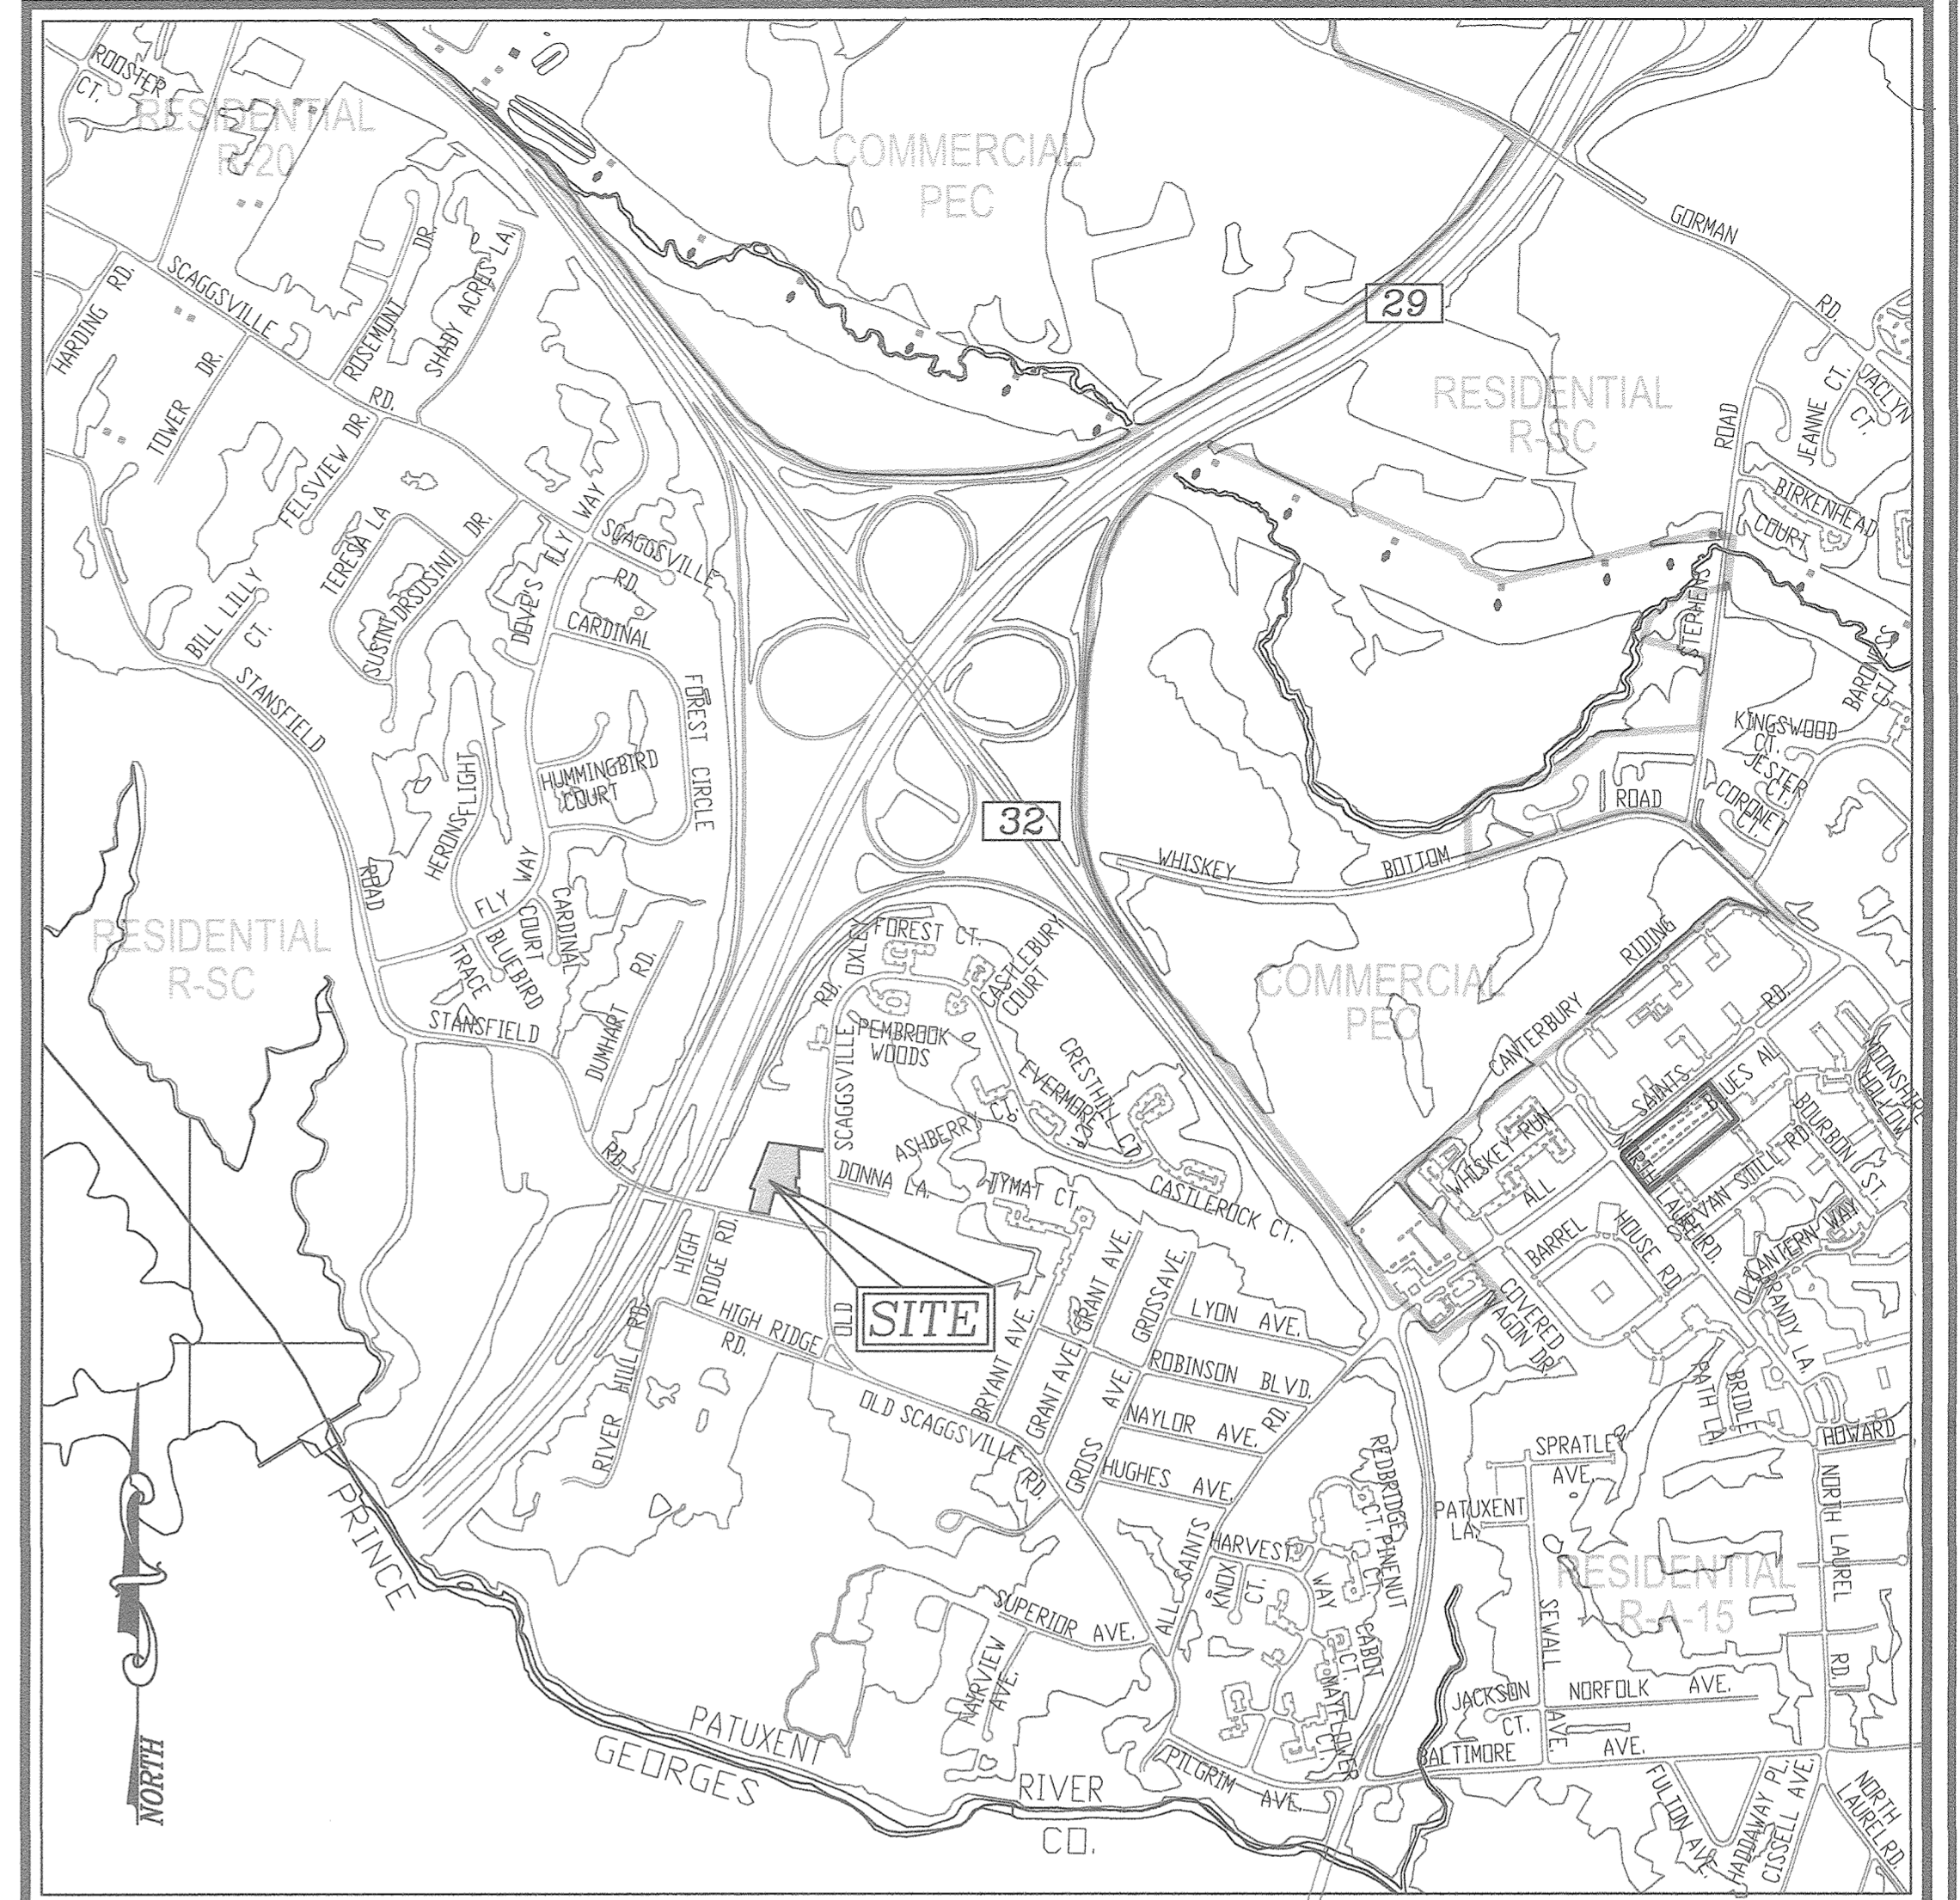 ROOSTER
CT.
RESIDENTIAL
R-20
COMMERCIAL
PEC
GORMAN
RD.
HARDING RD.
SCAGGSVILLE
RD.
TOWER DR.
ROSEMONT DR.
SHADY ACRES LA.
FELSVIEW DR.
29
RESIDENTIAL
R-SC
ROAD
JEANNE CT.
JACLYN
CT.
BIRKENHEAD
COURT
STEPHENS
TERESA LA
SUSINI DR
SUSINI DR.
FLY WAY
DOVE'S
SCAGGSVILLE
RD.
CARDINAL
FOREST CIRCLE
BILL LILLY
CT.
STANSFIELD
ROAD
HERONS FLIGHT
HUMMINGBIRD
COURT
FLY WAY
CARDINAL
COURT
BLUEBIRD
TRACE
STANSFIELD
DUMHART RD.
RD.
32
WHISKEY
BOTTOM
ROAD
KINGSWOOD
CT.
JESTER
CT.
CORONET
CT.
BARONESS
CT.
RESIDENTIAL
R-SC
COMMERCIAL
PEC
OXLEY
FOREST CT.
CASTLEBURY
COURT
PEMBROOK
WOODS
RD.
SCAGGSVILLE
OLD
CRESTHILL
CT.
EVERMORE
CT.
ASHBERRY CT.
DONNA LA.
TYMAT CT.
CASTLEROCK CT.
CANTERBURY
RIDING
SAINTS
RD.
BLUES AL
MOONSHINE
HOLLOW
BOURBON
ST.
WHISKEY RUN
ALL
NORTH
LAUREL
RD.
VAN STILL RD.
BARREL
HOUSE RD
OLD
CANTERN WAY
BRANDY LA.
COVERED
WAGON DR.
HIGH
RIDGE RD.
HIGH RIDGE
RD.
SITE
RIVER HILL RD.
OLD SCAGGSVILLE
RD.
BRYANT AVE.
GRANT AVE.
GRANT AVE.
GROSS AVE.
GROSS AVE.
LYON AVE.
ROBINSON BLVD.
NAYLOR AVE.
RD.
HUGHES AVE.
ALL SAINTS
HARVEST
WAY
KNOX
CT.
REDBRIDGE
CT.
PINENUT
CT.
CABOT
CT.
MAYFLOWER
CT.
PATH LA
BRIDLE
HOWARD
SPRATLEY
AVE.
PATUXENT
LA.
NORTH LAUREL
RD.
RESIDENTIAL
R-A-15
SEWALL
AVE.
JACKSON
CT.
NORFOLK AVE.
BALTIMORE AVE.
SUPERIOR AVE.
FAIRVIEW
AVE.
PILGRIM
AVE.
FULTON AVE.
HADDAWAY PL.
CISSELL AVE.
NORTH
LAUREL RD.
PATUXENT
RIVER
PRINCE
GEORGES
CO.
NORTH